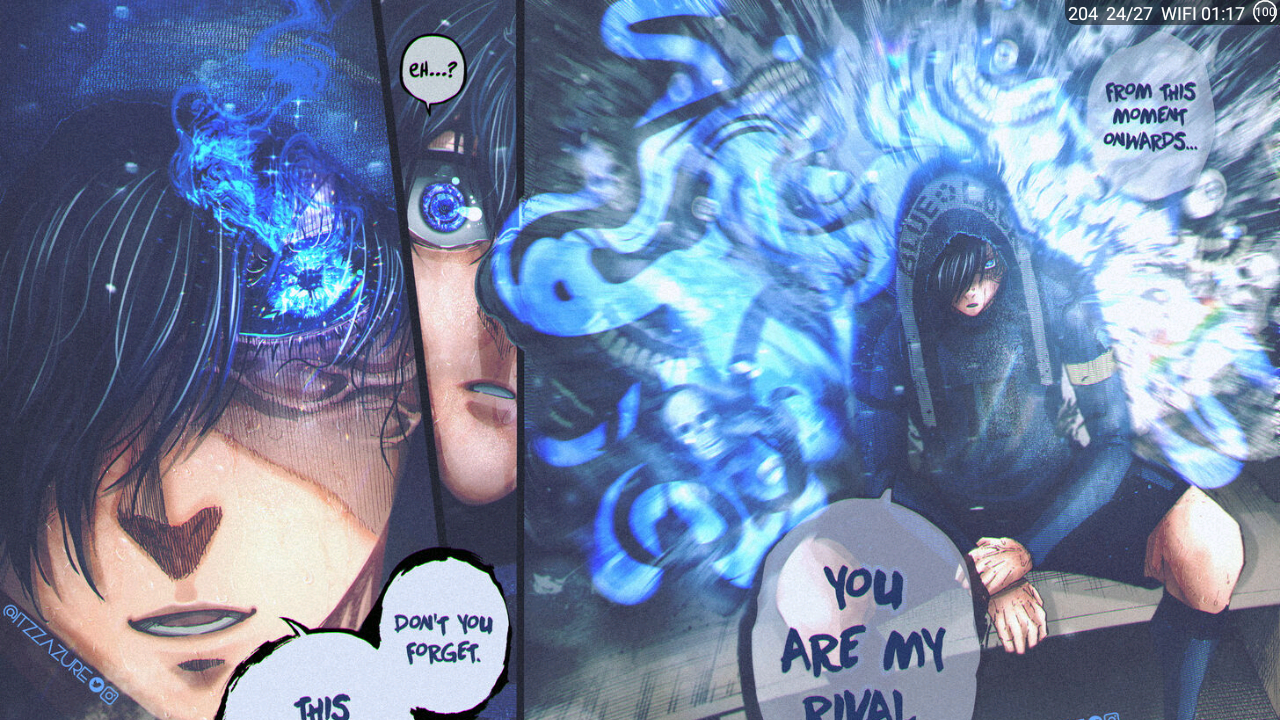 204 24/27 WIFI 01:17 100
EH...?
FROM THIS
MOMENT
ONWARDS...
DON'T YOU
FORGET.
THIS
YOU
ARE MY
RIVAL
@ITZZAZURE
BLUE